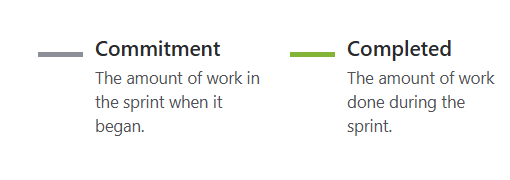 Commitment
The amount of work in
the sprint when it
began.
Completed
The amount of work
done during the
sprint.